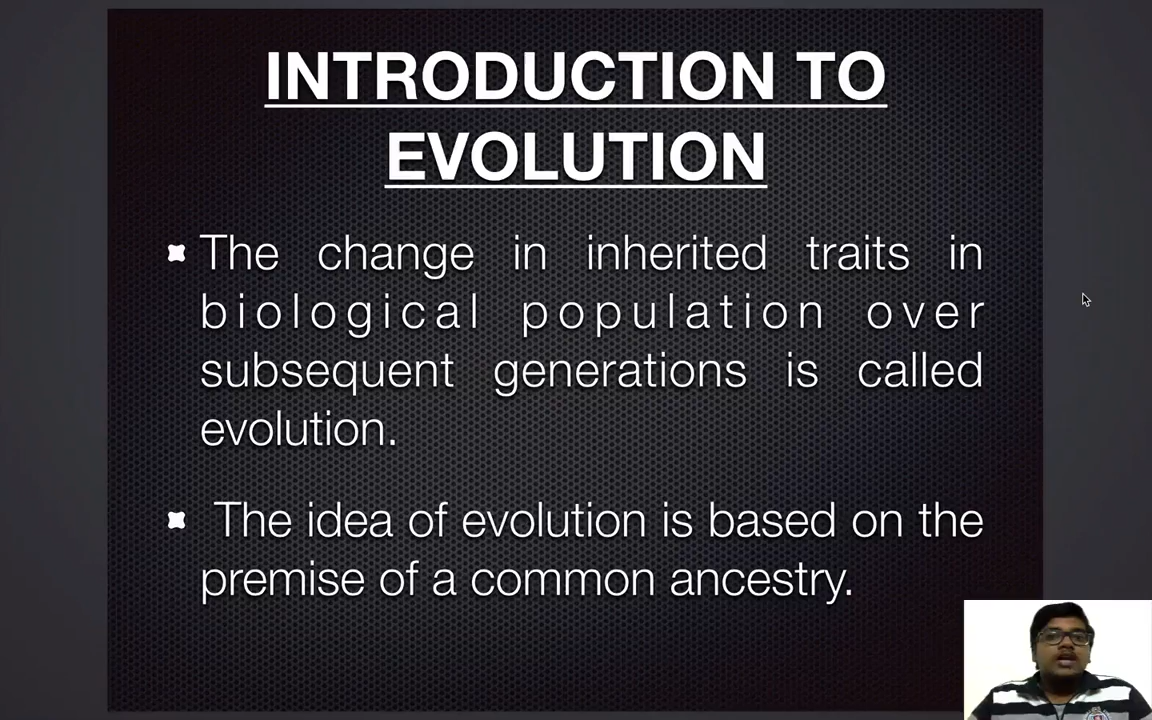 INTRODUCTION TO
EVOLUTION
The change in inherited traits in
biological population over
subsequent generations is called
evolution.
The idea of evolution is based on the
premise of a common ancestry.